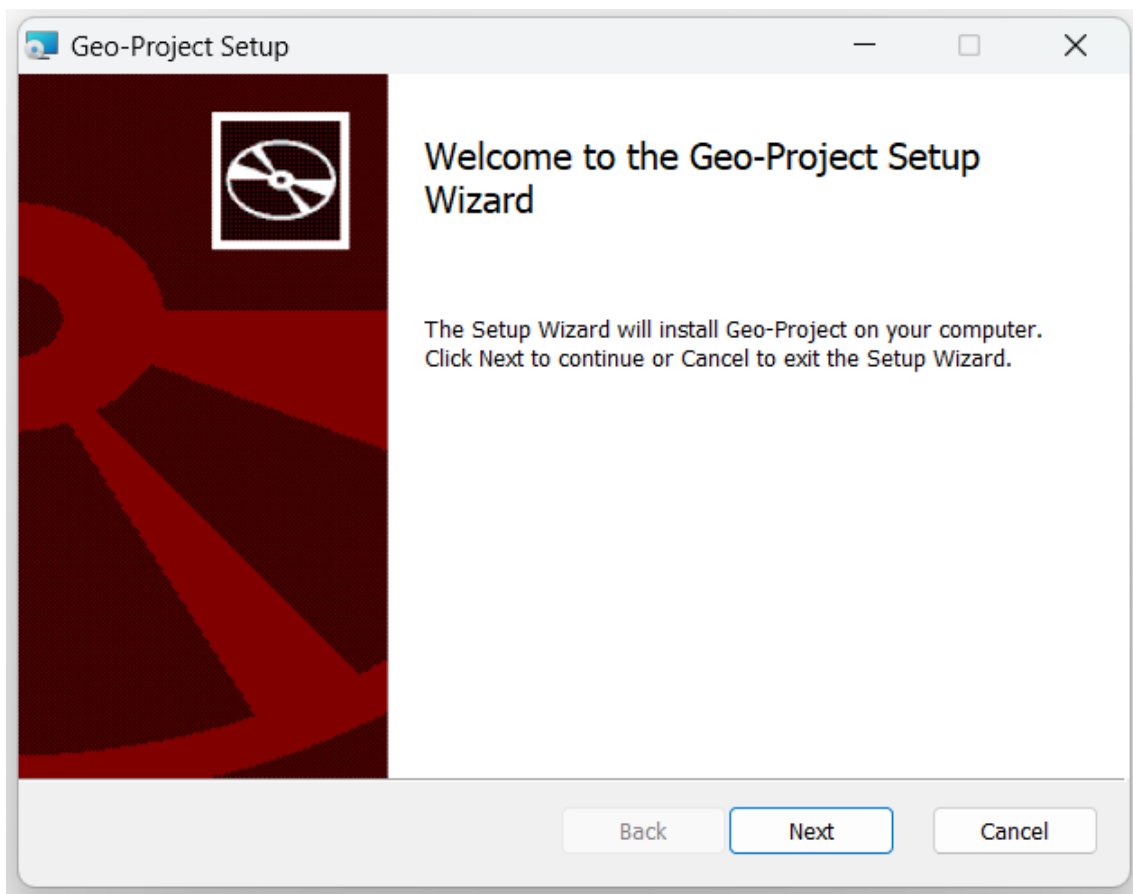 Geo-Project Setup
Welcome to the Geo-Project Setup
Wizard
The Setup Wizard will install Geo-Project on your computer.
Click Next to continue or Cancel to exit the Setup Wizard.
Back Next Cancel